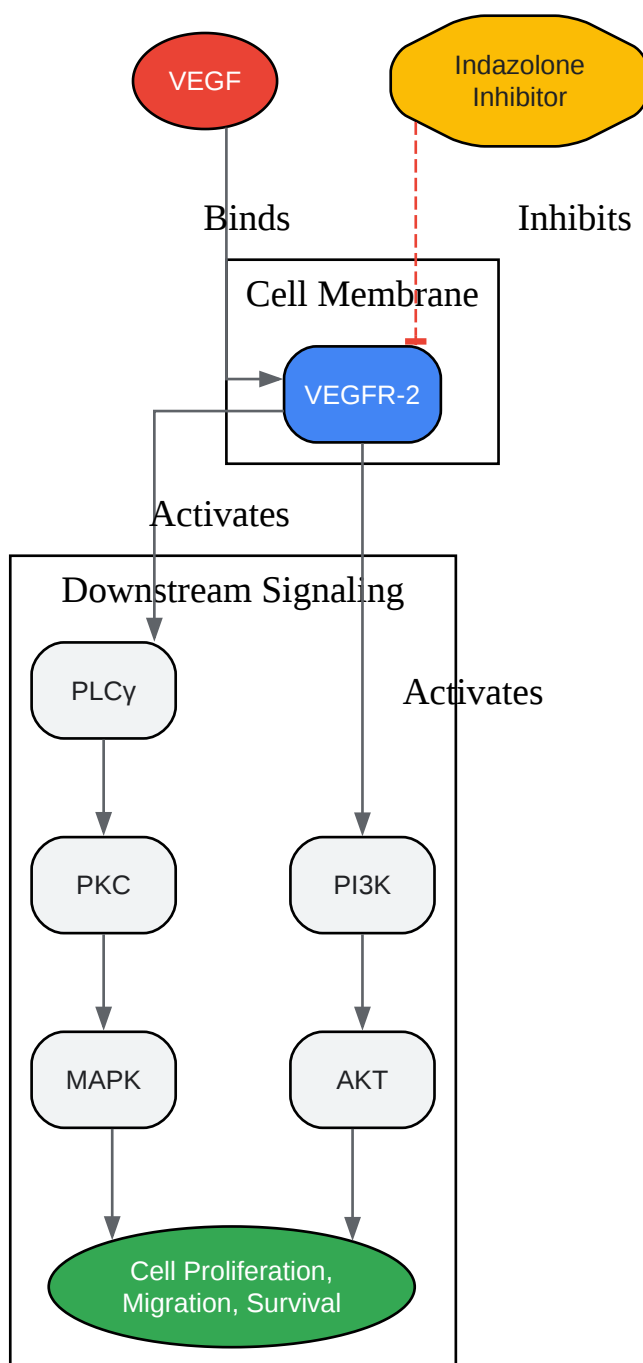 VEGF
Indazolone
Inhibitor
Binds
Inhibits
Cell Membrane
VEGFR-2
Activates
Downstream Signaling
PLCγ
Activates
PKC
PI3K
MAPK
AKT
Cell Proliferation,
Migration, Survival